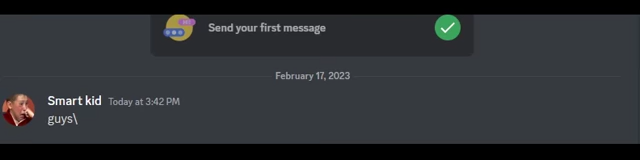 Send your first message
February 17, 2023
Smart kid Today at 3:42 PM
guys\